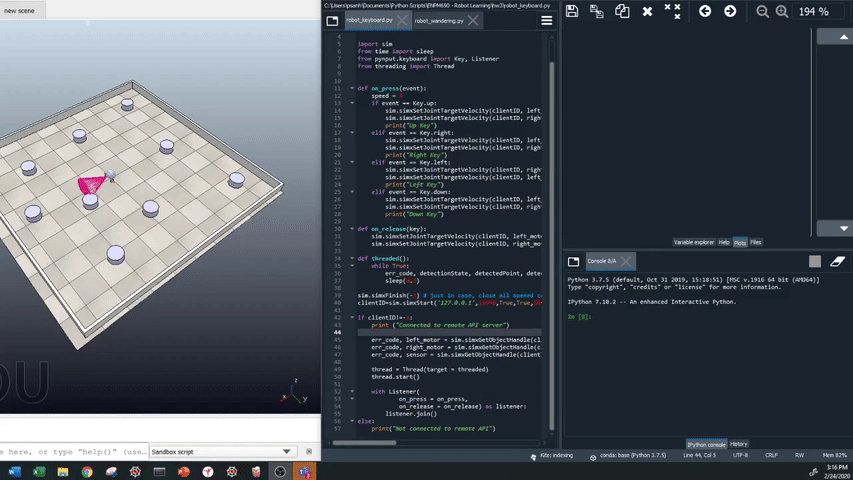 new scene
C:\Users\psanh\Documents\Python Scripts\ENPM690 - Robot Learning\hw3\robot_keyboard.py
robot_keyboard.py
robot_wandering.py
194 %
4
5 import sim
6 from time import sleep
7 from pynput.keyboard import Key, Listener
8 from threading import Thread
9
10
11 def on_press(event):
12 speed = 4
13 if event == Key.up:
14 sim.simxSetJointTargetVelocity(clientID, left_
15 sim.simxSetJointTargetVelocity(clientID, right
16 print("Up Key")
17 elif event == Key.right:
18 sim.simxSetJointTargetVelocity(clientID, right
19 sim.simxSetJointTargetVelocity(clientID, left_
20 print("Right Key")
21 elif event == Key.left:
22 sim.simxSetJointTargetVelocity(clientID, right
23 sim.simxSetJointTargetVelocity(clientID, left_
24 print("Left Key")
25 elif event == Key.down:
26 sim.simxSetJointTargetVelocity(clientID, left_
27 sim.simxSetJointTargetVelocity(clientID, right
28 print("Down Key")
29
30 def on_release(key):
31 sim.simxSetJointTargetVelocity(clientID, left_moto
32 sim.simxSetJointTargetVelocity(clientID, right_mot
33
34 def threaded():
35 while True:
36 err_code, detectionState, detectedPoint, detec
37 sleep(0.
38
39 sim.simxFinish(-1) # just in case, close all opened c
40 clientID=sim.simxStart('127.0.0.1',19999,True,True,
41
42 if clientID!=-1:
43 print ("Connected to remote API server")
44
45 err_code, left_motor = sim.simxGetObjectHandle(cl
46 err_code, right_motor = sim.simxGetObjectHandle(c
47 err_code, sensor = sim.simxGetObjectHandle(client
48
49 thread = Thread(target = threaded)
50 thread.start()
51
52 with Listener(
53 on_press = on_press,
54 on_release = on_release) as listener:
55 listener.join()
56 else:
57 print("Not connected to remote API")
Variable explorer Help Plots Files
Console 8/A
Python 3.7.5 (default, Oct 31 2019, 15:18:51) [MSC v.1916 64 bit (AMD64)]
Type "copyright", "credits" or "license" for more information.
IPython 7.10.2 -- An enhanced Interactive Python.
In [8]:
z
x
y
OU
s here, or type "help()" (use
Sandbox script
IPython console History
Kite: indexing conda: base (Python 3.7.5) Line 44, Col 5 UTF-8 CRLF RW Mem 82%
3:16 PM
2/24/2020